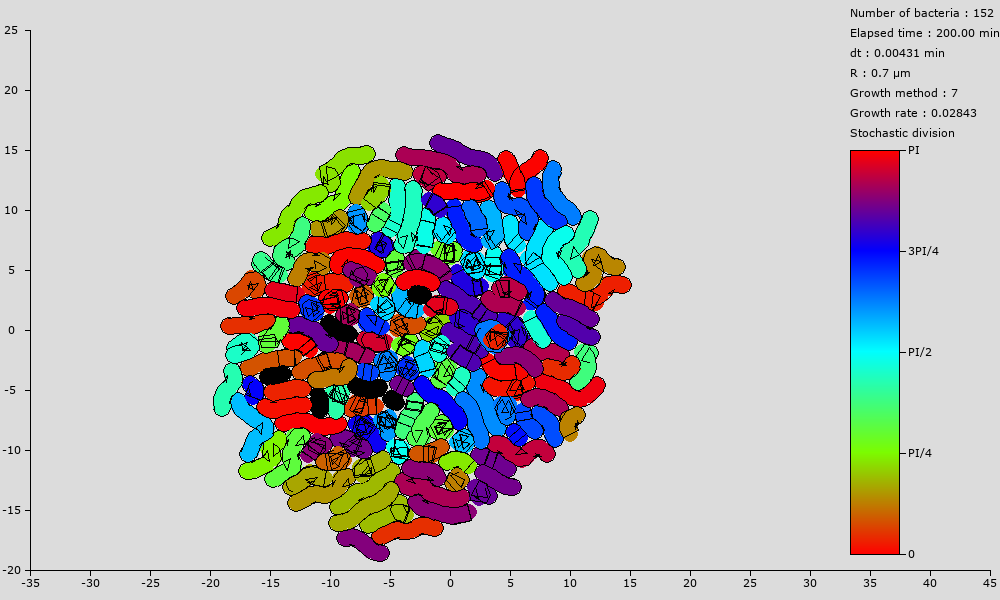 Number of bacteria : 152
Elapsed time : 200.00 min
dt : 0.00431 min
R : 0.7 µm
Growth method : 7
Growth rate : 0.02843
Stochastic division
PI
3PI/4
PI/2
PI/4
0
25
20
15
10
5
0
-5
-10
-15
-20
-35 -30 -25 -20 -15 -10 -5 0 5 10 15 20 25 30 35 40 45